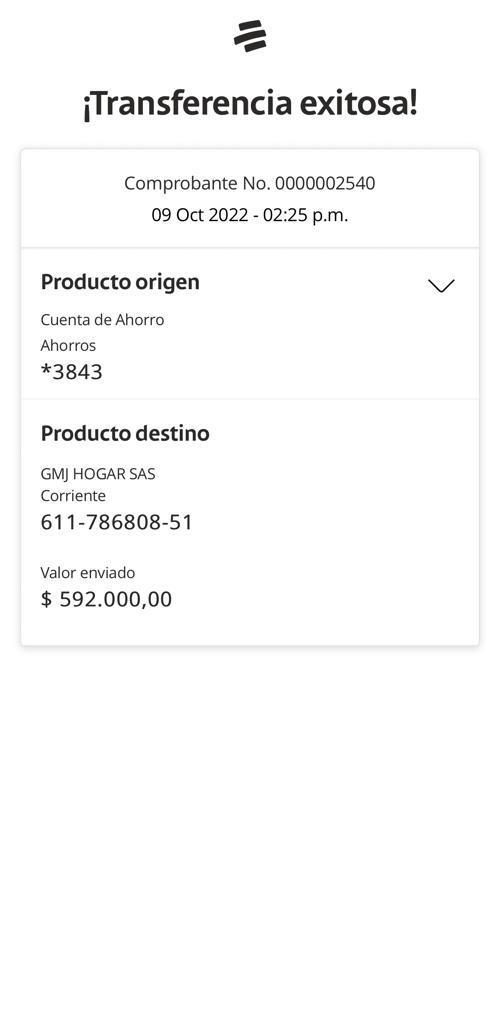 ¡Transferencia exitosa!
Comprobante No. 0000002540
09 Oct 2022 - 02:25 p.m.
Producto origen
Cuenta de Ahorro
Ahorros
*3843
Producto destino
GMJ HOGAR SAS
Corriente
611-786808-51
Valor enviado
$ 592.000,00